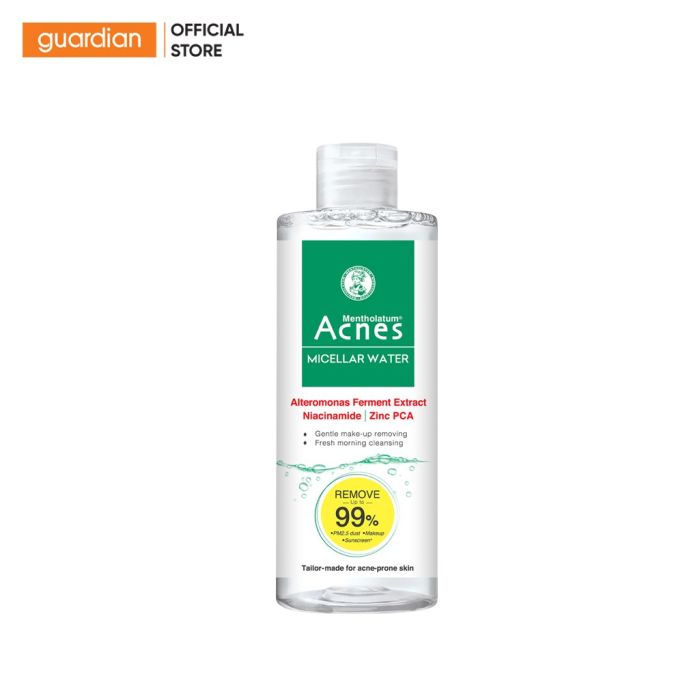 guardian
OFFICIAL
STORE
Mentholatum®
Acnes
MICELLAR WATER
Alteromonas Ferment Extract
Niacinamide | Zinc PCA
• Gentle make-up removing
• Fresh morning cleansing
REMOVE
— Up to —
99%
•PM2.5 dust •Makeup
•Sunscreen*
Tailor-made for acne-prone skin